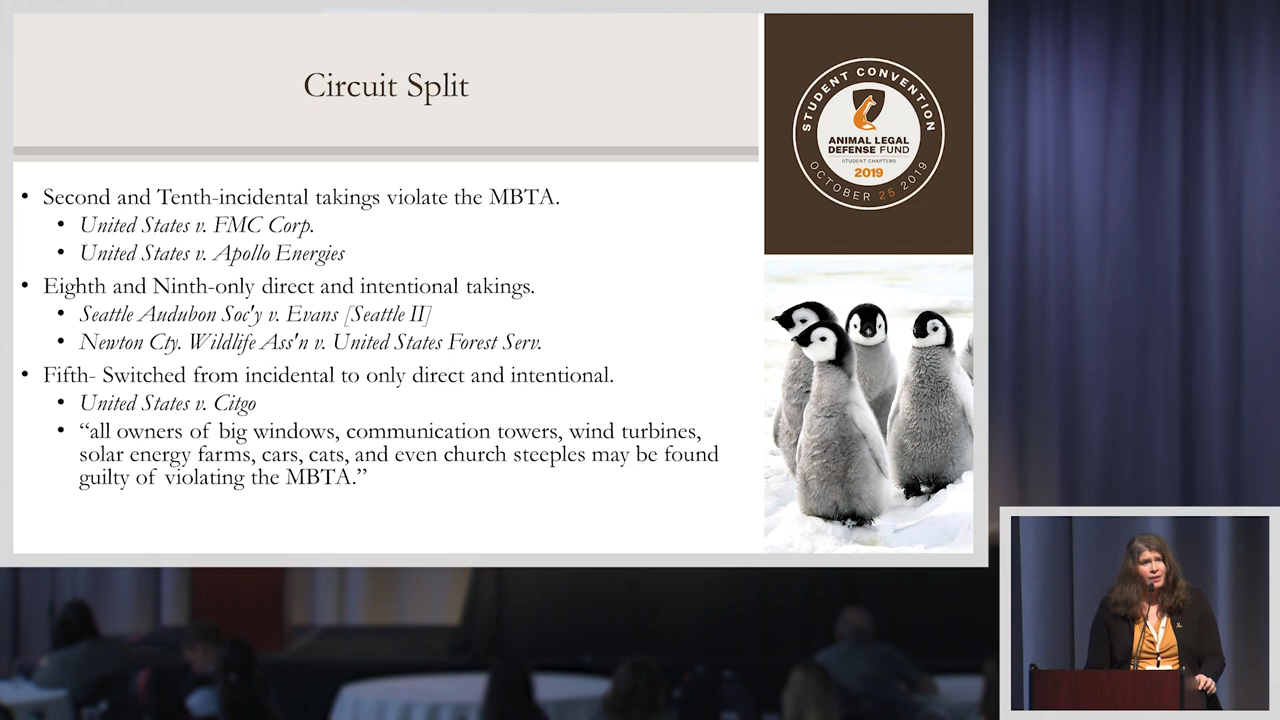 Circuit Split
• Second and Tenth-incidental takings violate the MBTA.
• United States v. FMC Corp.
• United States v. Apollo Energies
• Eighth and Ninth-only direct and intentional takings.
• Seattle Audubon Soc'y v. Evans [Seattle II]
• Newton Cty. Wildlife Ass'n v. United States Forest Serv.
• Fifth- Switched from incidental to only direct and intentional.
• United States v. Citgo
• “all owners of big windows, communication towers, wind turbines,
solar energy farms, cars, cats, and even church steeples may be found
guilty of violating the MBTA.”
STUDENT CONVENTION
ANIMAL LEGAL
DEFENSE FUND
STUDENT CHAPTERS
2019
OCTOBER 25 2019